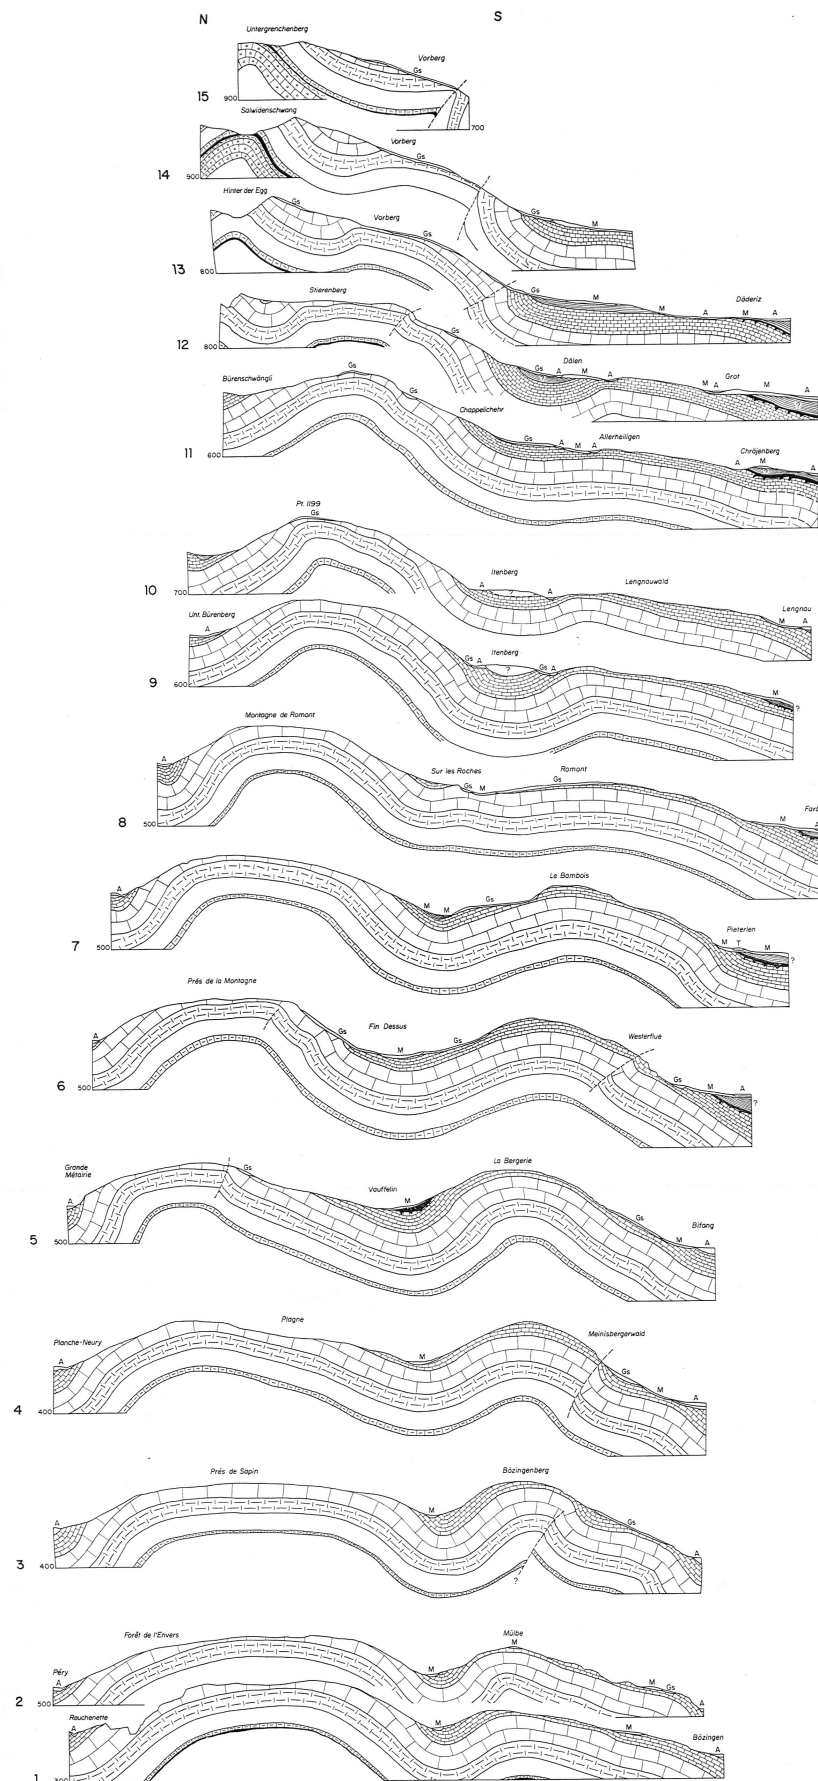 N S
Untergrenchenberg
Vorberg
Gs
15 900
700
Salwidenschwang
Vorberg
Gs
14 900
Gs M
Hinter der Egg
Gs
Vorberg
Gs
13 800
Gs M M A Däderiz M A
Stierenberg
Gs
12 800
Dälen
Gs A M A
Grat
M A M A
?
Bürenschwängli
Gs
Gs
Chappelichehr
11 600
Gs A M A
Allerheiligen
Chräjenberg
A M A
?
Pt. 1199
Gs
10 700
Itenberg
A ? A
Lengnauwald
Lengnau
M A
Unt. Bürenberg
A
9 600
Itenberg
Gs A ? Gs A
M
?
Montagne de Romont
A
8 500
Sur les Roches
Gs M
Romont
Gs
M
A
7 500
M M Gs
Le Bambois
Pieterlen
M T M
?
Prés de la Montagne
A
6 500
Gs
Fin Dessus
M
Gs
Westerflue
Gs M A
?
Grande
Métairie
A
5 500
Gs
Vauffelin
M
La Bergerie
Gs
M
Bifang
A
Planche-Neury
A
4 400
Plagne
M
Meinisbergerwald
Gs
M
A
Prés de Sapin
A
3 400
M
Bözingenberg
Gs
A
?
Forêt de l'Envers
Péry
A
2 500
M
Mülbe
M
M Gs
A
Reuchenette
A
M
M
Bözingen
A
1